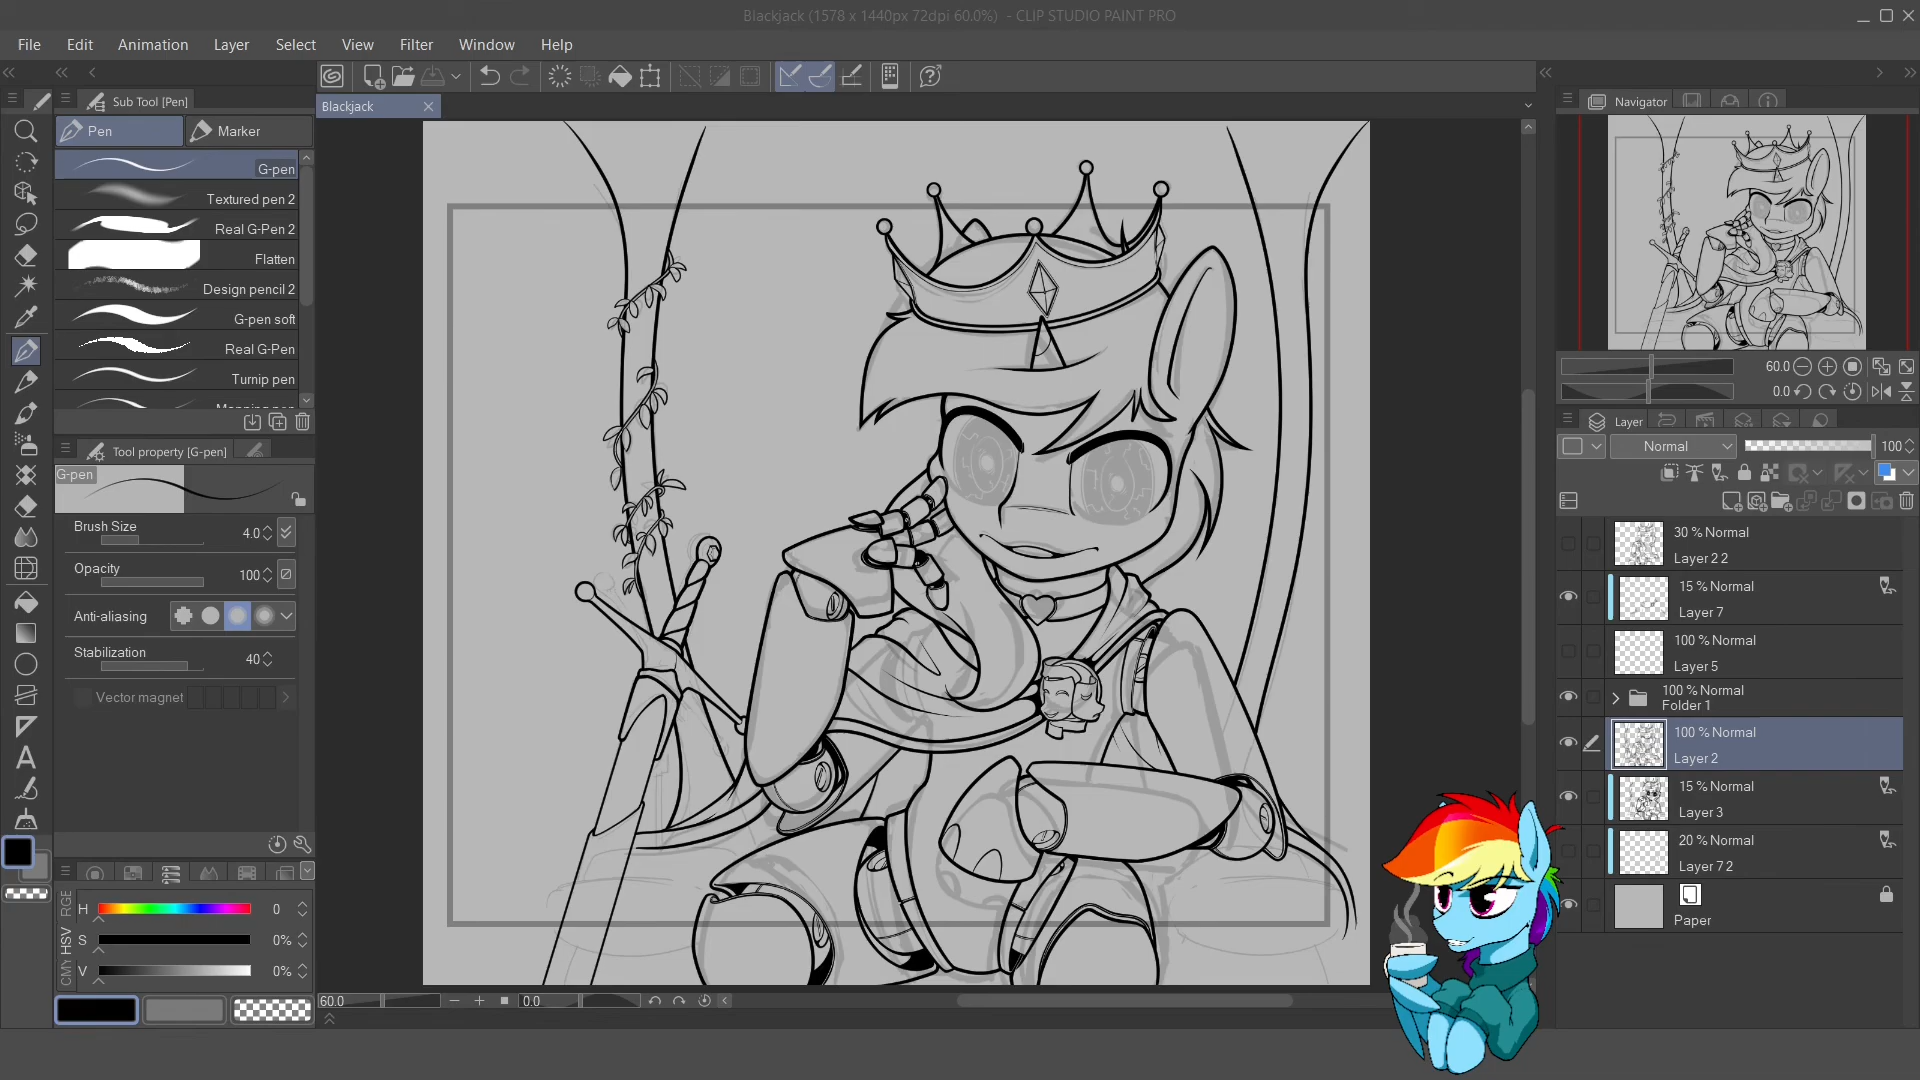 Blackjack (1578 x 1440px 72dpi 60.0%) - CLIP STUDIO PAINT PRO
File Edit Animation Layer Select View Filter Window Help
Sub Tool [Pen]
Pen
Marker
G-pen
Textured pen 2
Real G-Pen 2
Flatten
Design pencil 2
G-pen soft
Real G-Pen
Turnip pen
Tool property [G-pen]
G-pen
Brush Size 4.0
Opacity 100
Anti-aliasing
Stabilization 40
Vector magnet
RGB
HSV
CMY
H 0
S 0%
V 0%
Blackjack
60.0
0.0
Navigator
60.0
0.0
Layer
Normal 100
30 % Normal
Layer 2 2
15 % Normal
Layer 7
100 % Normal
Layer 5
100 % Normal
Folder 1
100 % Normal
Layer 2
15 % Normal
Layer 3
20 % Normal
Layer 7 2
Paper